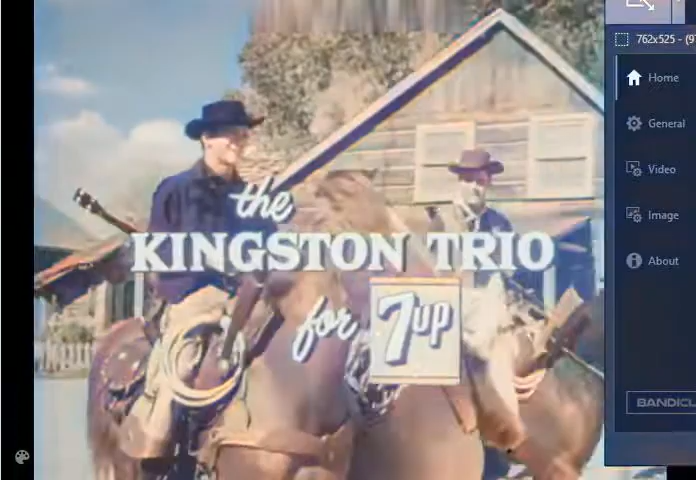 the
KINGSTON TRIO
for 7up
762x525 - (9
Home
General
Video
Image
About
BANDICU